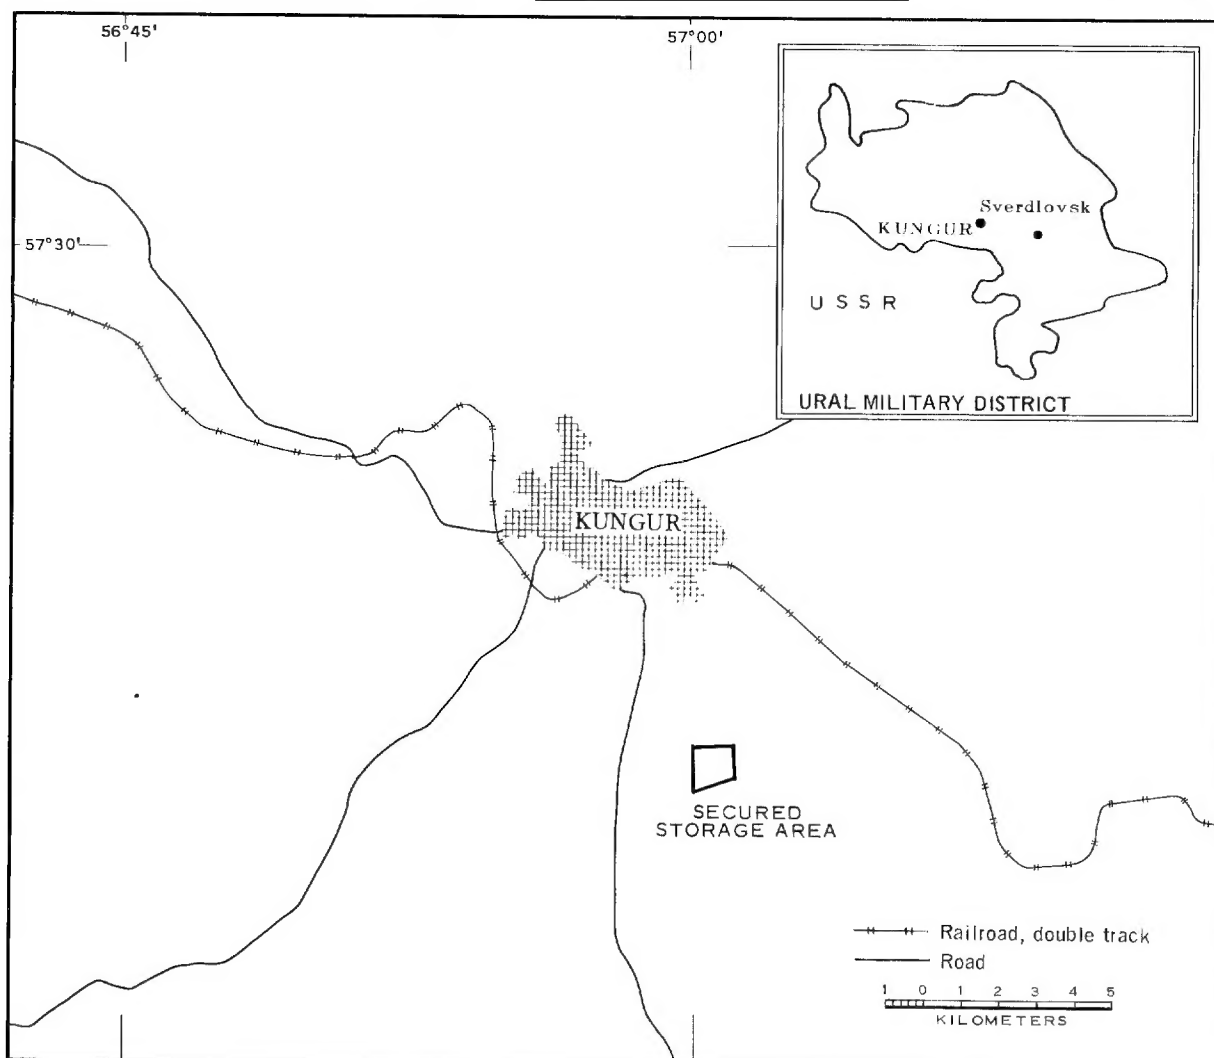 56°45'
57°00'
57°30'
Sverdlovsk
KUNGUR
USSR
URAL MILITARY DISTRICT
KUNGUR
SECURED
STORAGE AREA
Railroad, double track
Road
1 0 1 2 3 4 5
KILOMETERS